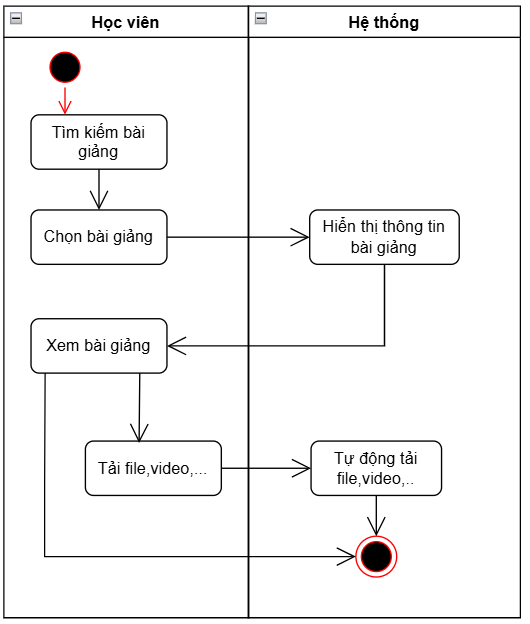 Học viên
Hệ thống
Tìm kiếm bài
giảng
Chọn bài giảng
Hiển thị thông tin
bài giảng
Xem bài giảng
Tải file,video,...
Tự động tải
file,video,..